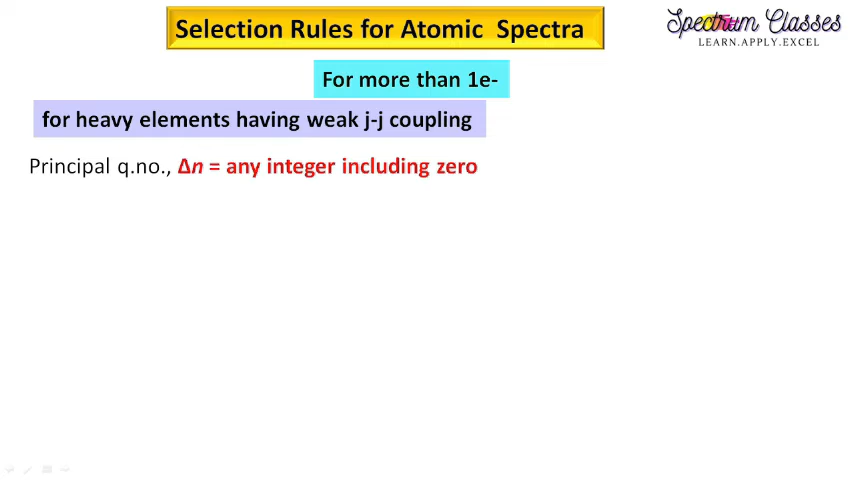 Selection Rules for Atomic Spectra
Spectrum Classes
LEARN.APPLY.EXCEL
For more than 1e-
for heavy elements having weak j-j coupling
Principal q.no., Δn = any integer including zero